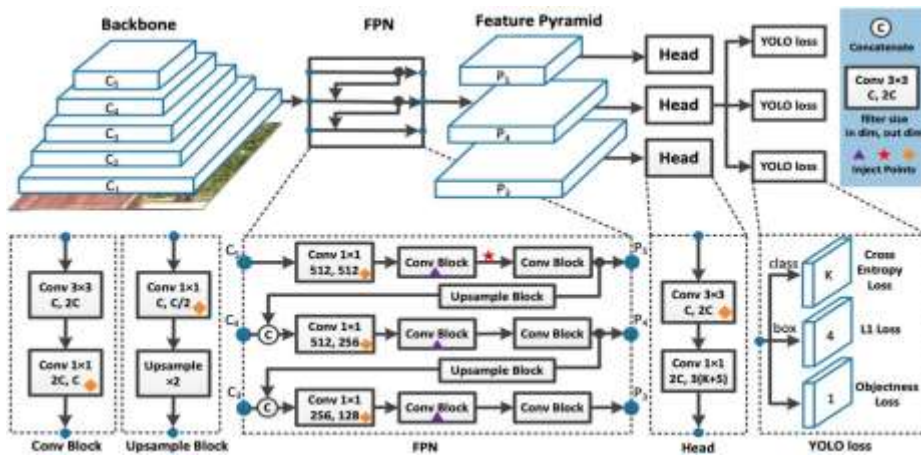 Backbone
FPN
Feature Pyramid
C
Concatenate
Conv 3×3
C, 2C
filter size
in dim, out dim
Inject Points
C5
C4
C3
C2
C1
P5
P4
P3
Head
Head
Head
YOLO loss
YOLO loss
YOLO loss
Conv 3×3
C, 2C
Conv 1×1
2C, C
Conv Block
Conv 1×1
C, C/2
Upsample
×2
Upsample Block
C5
Conv 1×1
512, 512
Conv Block
Conv Block
P5
Upsample Block
C4
C
Conv 1×1
512, 256
Conv Block
Conv Block
P4
Upsample Block
C3
C
Conv 1×1
256, 128
Conv Block
Conv Block
P3
FPN
Conv 3×3
C, 2C
Conv 1×1
2C, 3(K+5)
Head
class
K
Cross
Entropy
Loss
box
4
L1 Loss
1
Objectness
Loss
YOLO loss